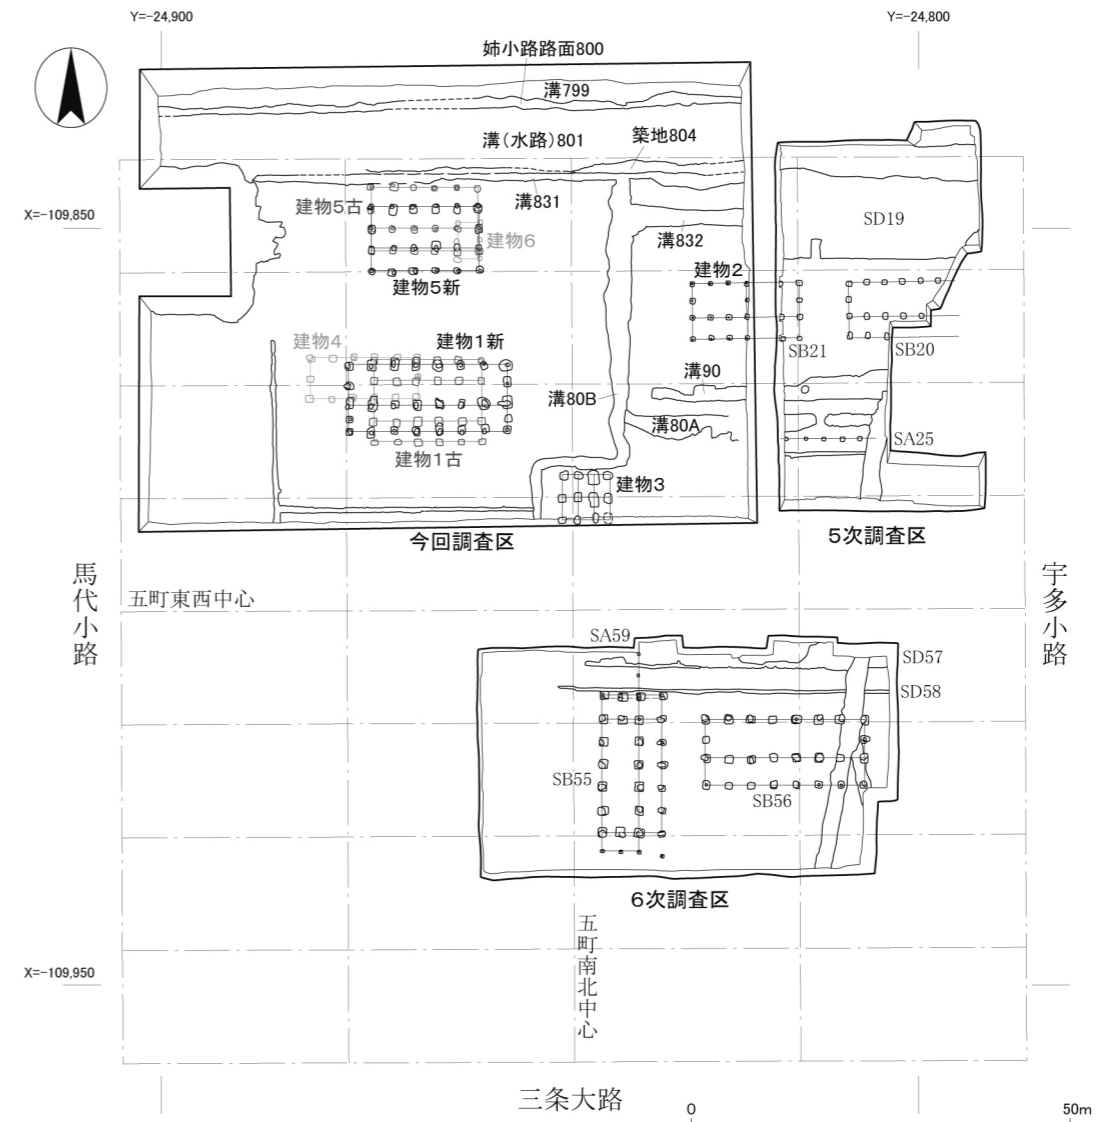 Y=-24,900
Y=-24,800
姉小路路面800
溝799
溝(水路)801
築地804
X=-109,850
建物5古
溝831
SD19
建物6
溝832
建物5新
建物2
建物4
建物1新
SB21
SB20
溝90
溝80B
溝80A
SA25
建物1古
建物3
今回調査区
5次調査区
馬代小路
五町東西中心
宇多小路
SA59
SD57
SD58
SB55
SB56
6次調査区
五町南北中心
X=-109,950
三条大路
0
50m